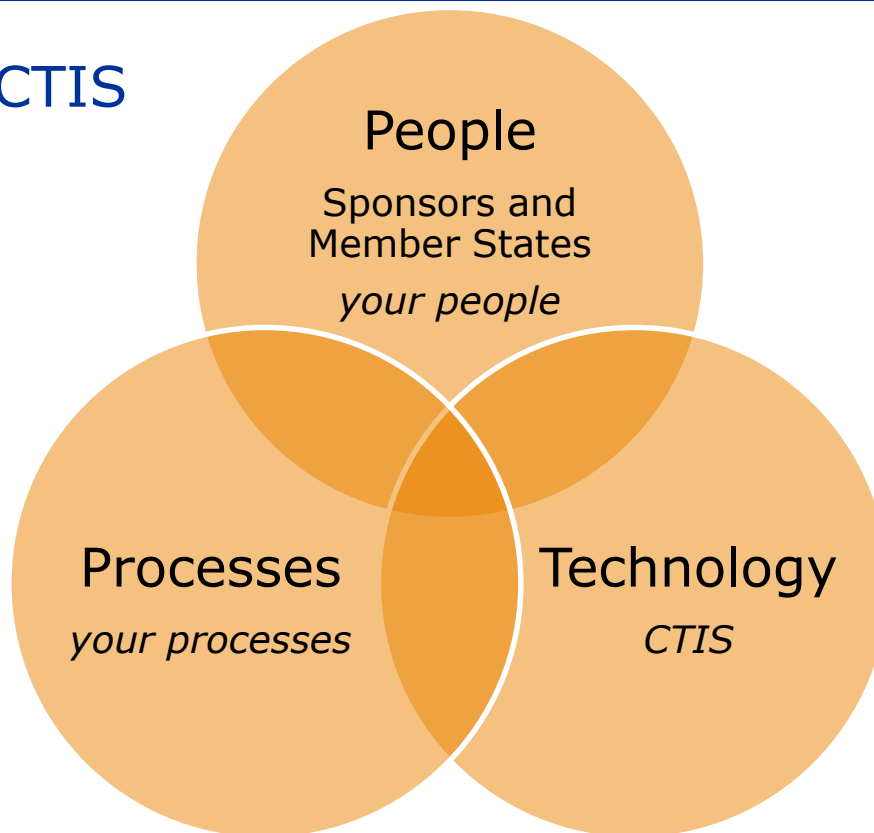 CTIS
People
Sponsors and
Member States
your people
Processes
your processes
Technology
CTIS